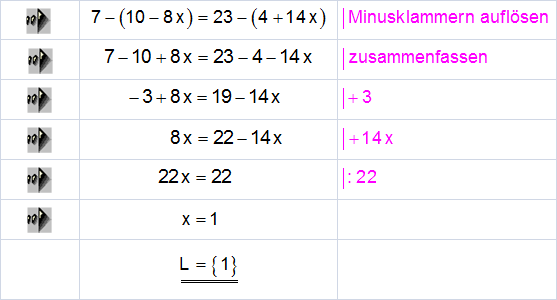 7 – (10 – 8x) = 23 – (4 + 14x) | Minusklammern auflösen
7 – 10 + 8x = 23 – 4 – 14x | zusammenfassen
– 3 + 8x = 19 – 14x | + 3
8x = 22 – 14x | + 14x
22x = 22 | : 22
x = 1
L = {1}